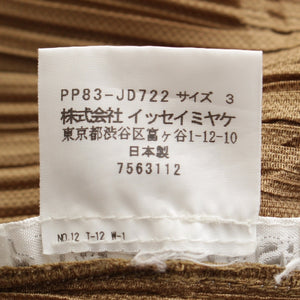 PP83-JD722 サイズ 3
株式会社 イッセイミヤケ
東京都渋谷区富ヶ谷1-12-10
日本製
7563112
NO.12 T-12 W-1